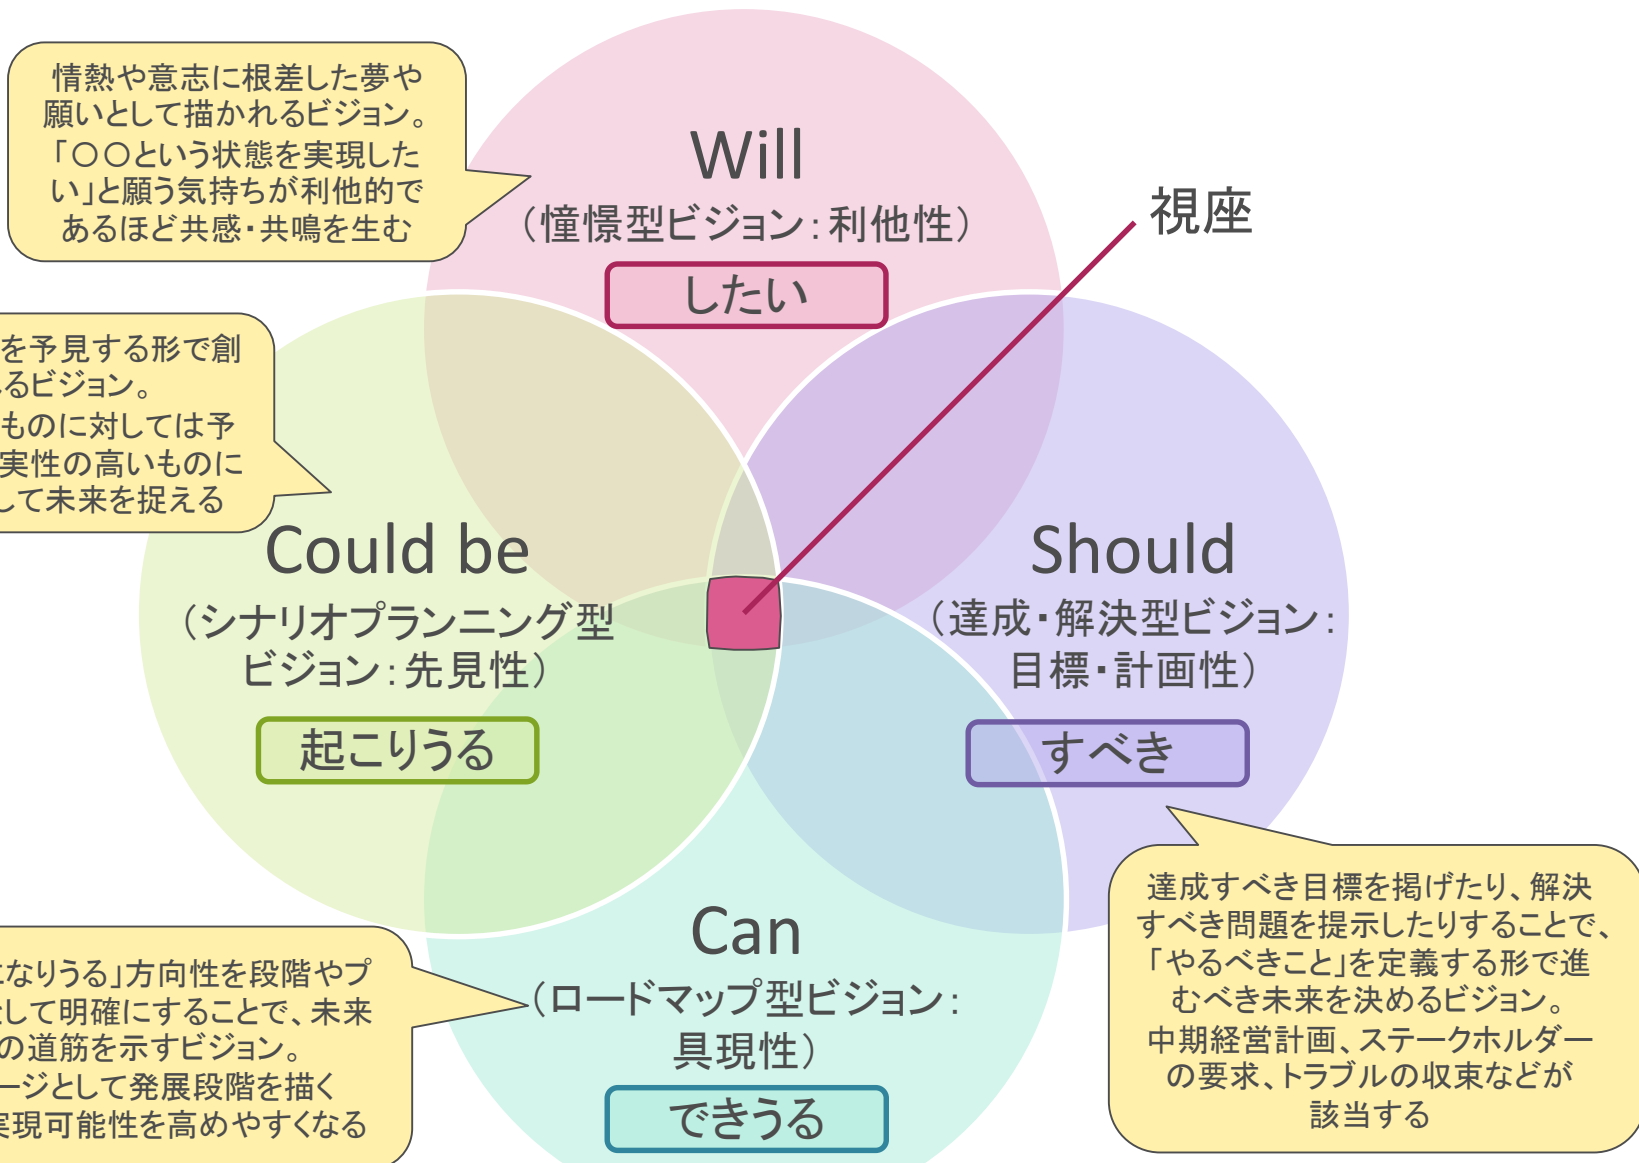 情熱や意志に根差した夢や
願いとして描かれるビジョン。
「〇〇という状態を実現した
い」と願う気持ちが利他的で
あるほど共感・共鳴を生む
Will
（憧憬型ビジョン：利他性）
したい
視座
を予見する形で創
るビジョン。
ものに対しては予
実性の高いものに
して未来を捉える
Could be
（シナリオプランニング型
ビジョン：先見性）
起こりうる
Should
（達成・解決型ビジョン：
目標・計画性）
すべき
達成すべき目標を掲げたり、解決
すべき問題を提示したりすることで、
「やるべきこと」を定義する形で進
むべき未来を決めるビジョン。
中期経営計画、ステークホルダー
の要求、トラブルの収束などが
該当する
なりうる」方向性を段階やプ
して明確にすることで、未来
の道筋を示すビジョン。
ージとして発展段階を描く
実現可能性を高めやすくなる
Can
（ロードマップ型ビジョン：
具現性）
できうる